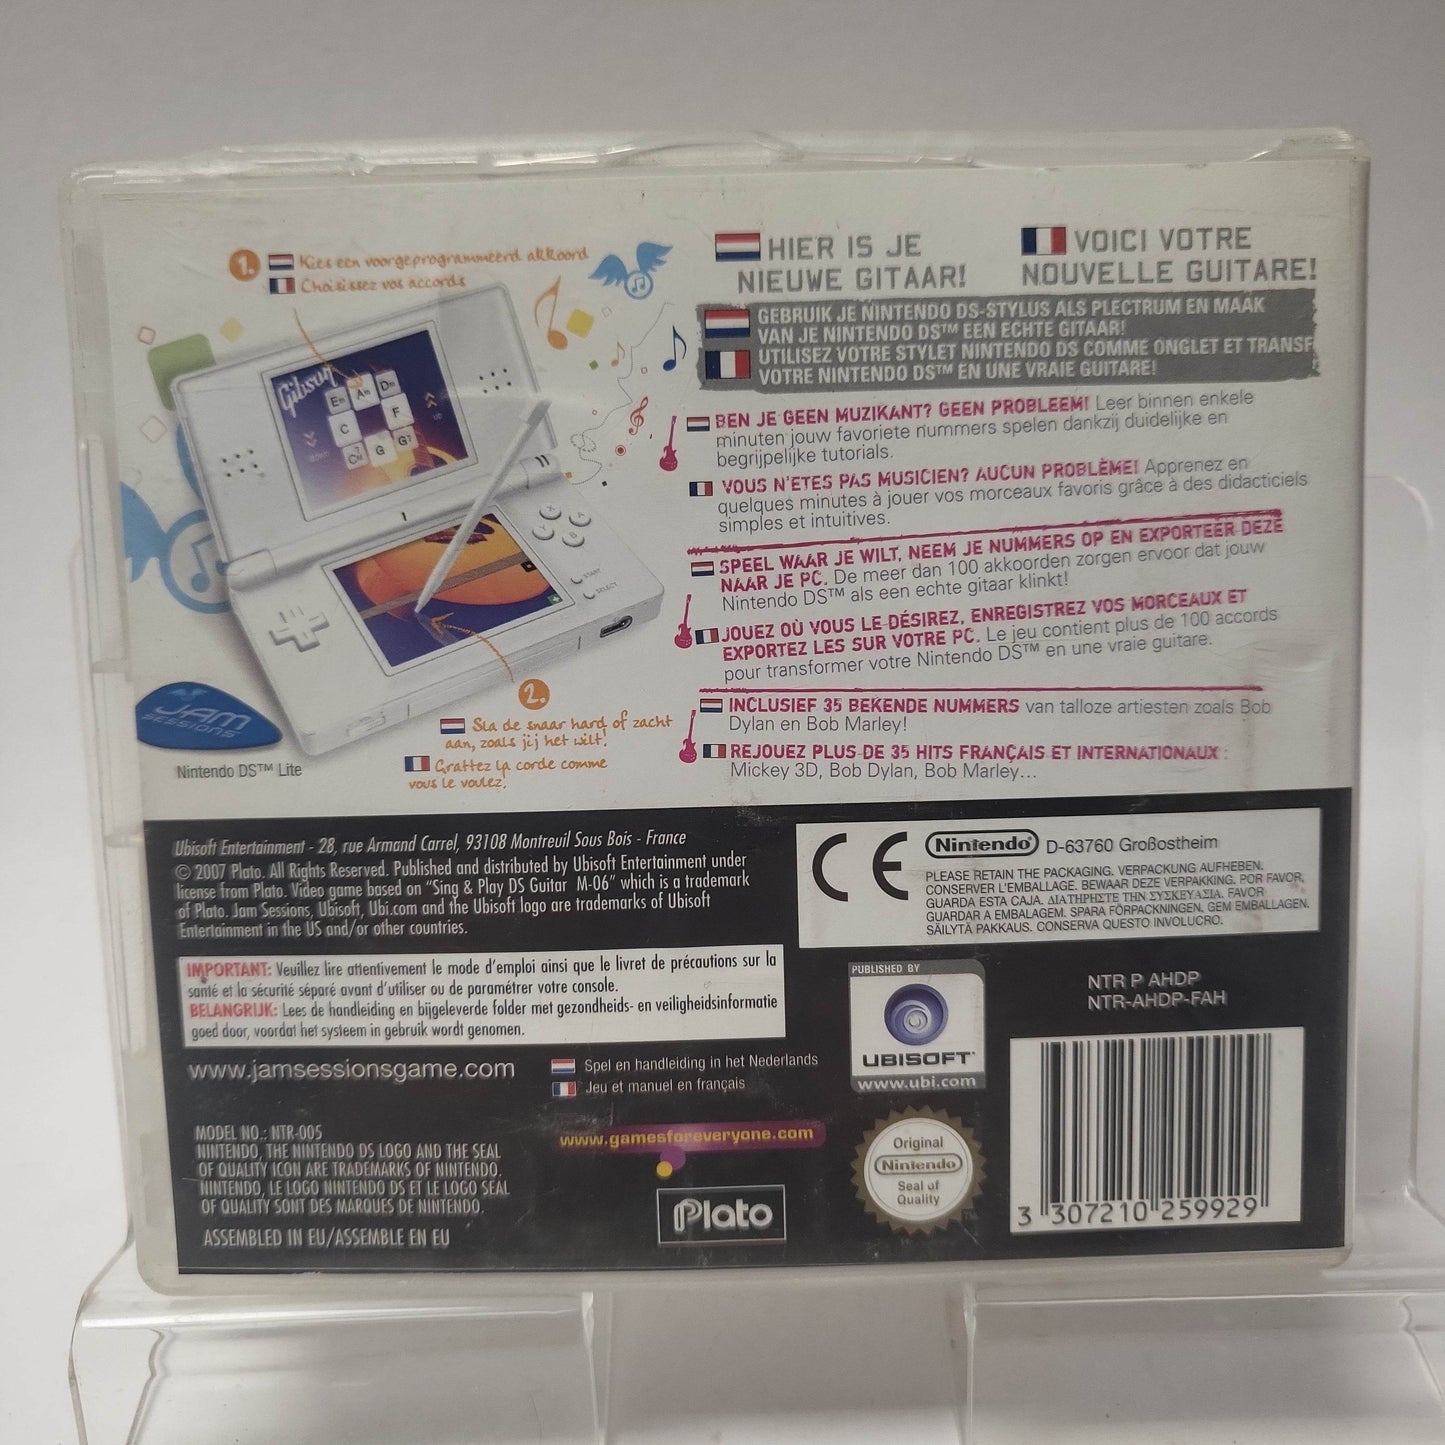 1. Kies een voorgeprogrammeerd akkoord
Choisissez vos accords
Gibson
Em Am Dm
C F
G G7
up
down
START
SELECT
JAM
SESSIONS
Nintendo DS™ Lite
2. Sla de snaar hard of zacht
aan, zoals jij het wilt.
Grattez la corde comme
vous le voulez.
HIER IS JE
NIEUWE GITAAR!
VOICI VOTRE
NOUVELLE GUITARE!
GEBRUIK JE NINTENDO DS-STYLUS ALS PLECTRUM EN MAAK
VAN JE NINTENDO DS™ EEN ECHTE GITAAR!
UTILISEZ VOTRE STYLET NINTENDO DS COMME ONGLET ET TRANSF
VOTRE NINTENDO DS™ EN UNE VRAIE GUITARE!
BEN JE GEEN MUZIKANT? GEEN PROBLEEM! Leer binnen enkele
minuten jouw favoriete nummers spelen dankzij duidelijke en
begrijpelijke tutorials.
VOUS N'ETES PAS MUSICIEN? AUCUN PROBLÈME! Apprenez en
quelques minutes à jouer vos morceaux favoris grâce à des didacticiels
simples et intuitives.
SPEEL WAAR JE WILT, NEEM JE NUMMERS OP EN EXPORTEER DEZE
NAAR JE PC. De meer dan 100 akkoorden zorgen ervoor dat jouw
Nintendo DS™ als een echte gitaar klinkt!
JOUEZ OÙ VOUS LE DÉSIREZ, ENREGISTREZ VOS MORCEAUX ET
EXPORTEZ LES SUR VOTRE PC. Le jeu contient plus de 100 accords
pour transformer votre Nintendo DS™ en une vraie guitare.
INCLUSIEF 35 BEKENDE NUMMERS van talloze artiesten zoals Bob
Dylan en Bob Marley!
REJOUEZ PLUS DE 35 HITS FRANÇAIS ET INTERNATIONAUX :
Mickey 3D, Bob Dylan, Bob Marley...
Ubisoft Entertainment - 28, rue Armand Carrel, 93108 Montreuil Sous Bois - France
© 2007 Plato. All Rights Reserved. Published and distributed by Ubisoft Entertainment under
license from Plato. Video game based on "Sing & Play DS Guitar M-06" which is a trademark
of Plato. Jam Sessions, Ubisoft, Ubi.com and the Ubisoft logo are trademarks of Ubisoft
Entertainment in the US and/or other countries.
IMPORTANT: Veuillez lire attentivement le mode d'emploi ainsi que le livret de précautions sur la
santé et la sécurité séparé avant d'utiliser ou de paramétrer votre console.
BELANGRIJK: Lees de handleiding en bijgeleverde folder met gezondheids- en veiligheidsinformatie
goed door, voordat het systeem in gebruik wordt genomen.
www.jamsessionsgame.com
Spel en handleiding in het Nederlands
Jeu et manuel en français
MODEL NO.: NTR-005
NINTENDO, THE NINTENDO DS LOGO AND THE SEAL
OF QUALITY ICON ARE TRADEMARKS OF NINTENDO.
NINTENDO, LE LOGO NINTENDO DS ET LE LOGO SEAL
OF QUALITY SONT DES MARQUES DE NINTENDO.
ASSEMBLED IN EU/ASSEMBLE EN EU
www.gamesforeveryone.com
Plato
CE
Nintendo D-63760 Großostheim
PLEASE RETAIN THE PACKAGING. VERPACKUNG AUFHEBEN.
CONSERVER L'EMBALLAGE. BEWAAR DEZE VERPAKKING. POR FAVOR,
GUARDA ESTA CAJA. ΔΙΑΤΗΡΗΣΤΕ ΤΗΝ ΣΥΣΚΕΥΑΣΙΑ. FAVOR
GUARDAR A EMBALAGEM. SPARA FÖRPACKNINGEN. GEM EMBALLAGEN.
SÄILYTÄ PAKKAUS. CONSERVA QUESTO INVOLUCRO.
PUBLISHED BY
UBISOFT
www.ubi.com
NTR P AHDP
NTR-AHDP-FAH
Original
Nintendo
Seal of
Quality
3 307210 259929